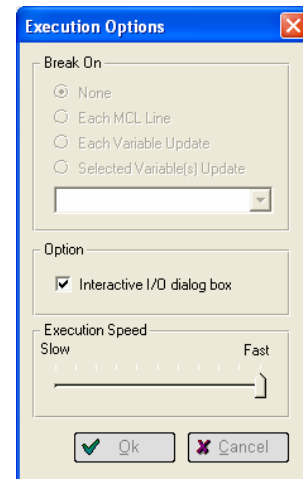 Execution Options
Break On
None
Each MCL Line
Each Variable Update
Selected Variable(s) Update
Option
Interactive I/O dialog box
Execution Speed
Slow Fast
Ok Cancel